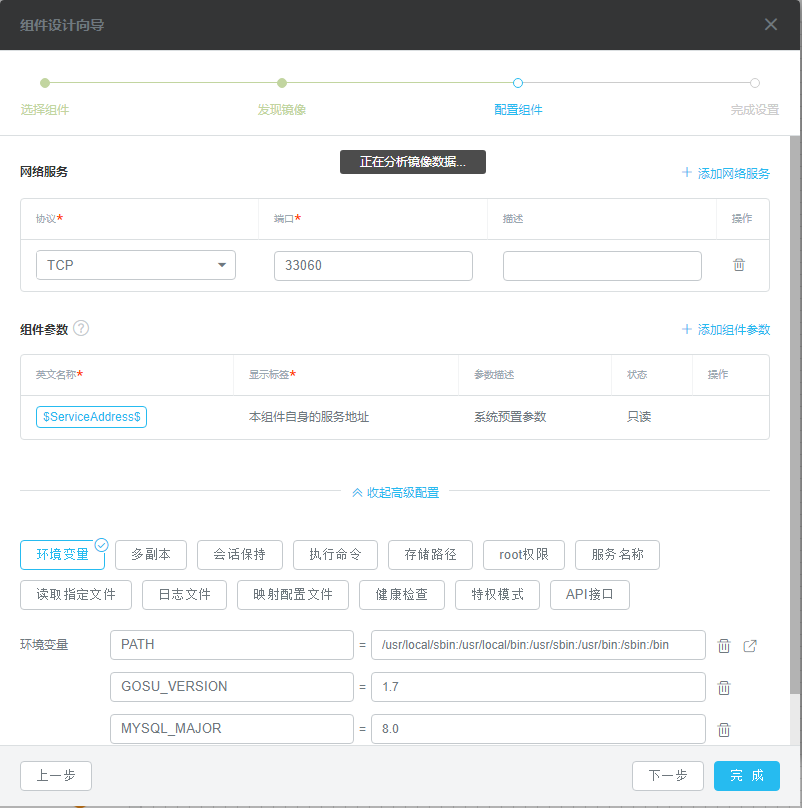 组件设计向导
选择组件 发现镜像 配置组件 完成设置
正在分析镜像数据...
网络服务 + 添加网络服务
协议* 端口* 描述 操作
TCP 33060
组件参数 ? + 添加组件参数
英文名称* 显示标签* 参数描述 状态 操作
$ServiceAddress$ 本组件自身的服务地址 系统预置参数 只读
收起高级配置
环境变量 多副本 会话保持 执行命令 存储路径 root权限 服务名称
读取指定文件 日志文件 映射配置文件 健康检查 特权模式 API接口
环境变量 PATH = /usr/local/sbin:/usr/local/bin:/usr/sbin:/usr/bin:/sbin:/bin
GOSU_VERSION = 1.7
MYSQL_MAJOR = 8.0
上一步 下一步 完成